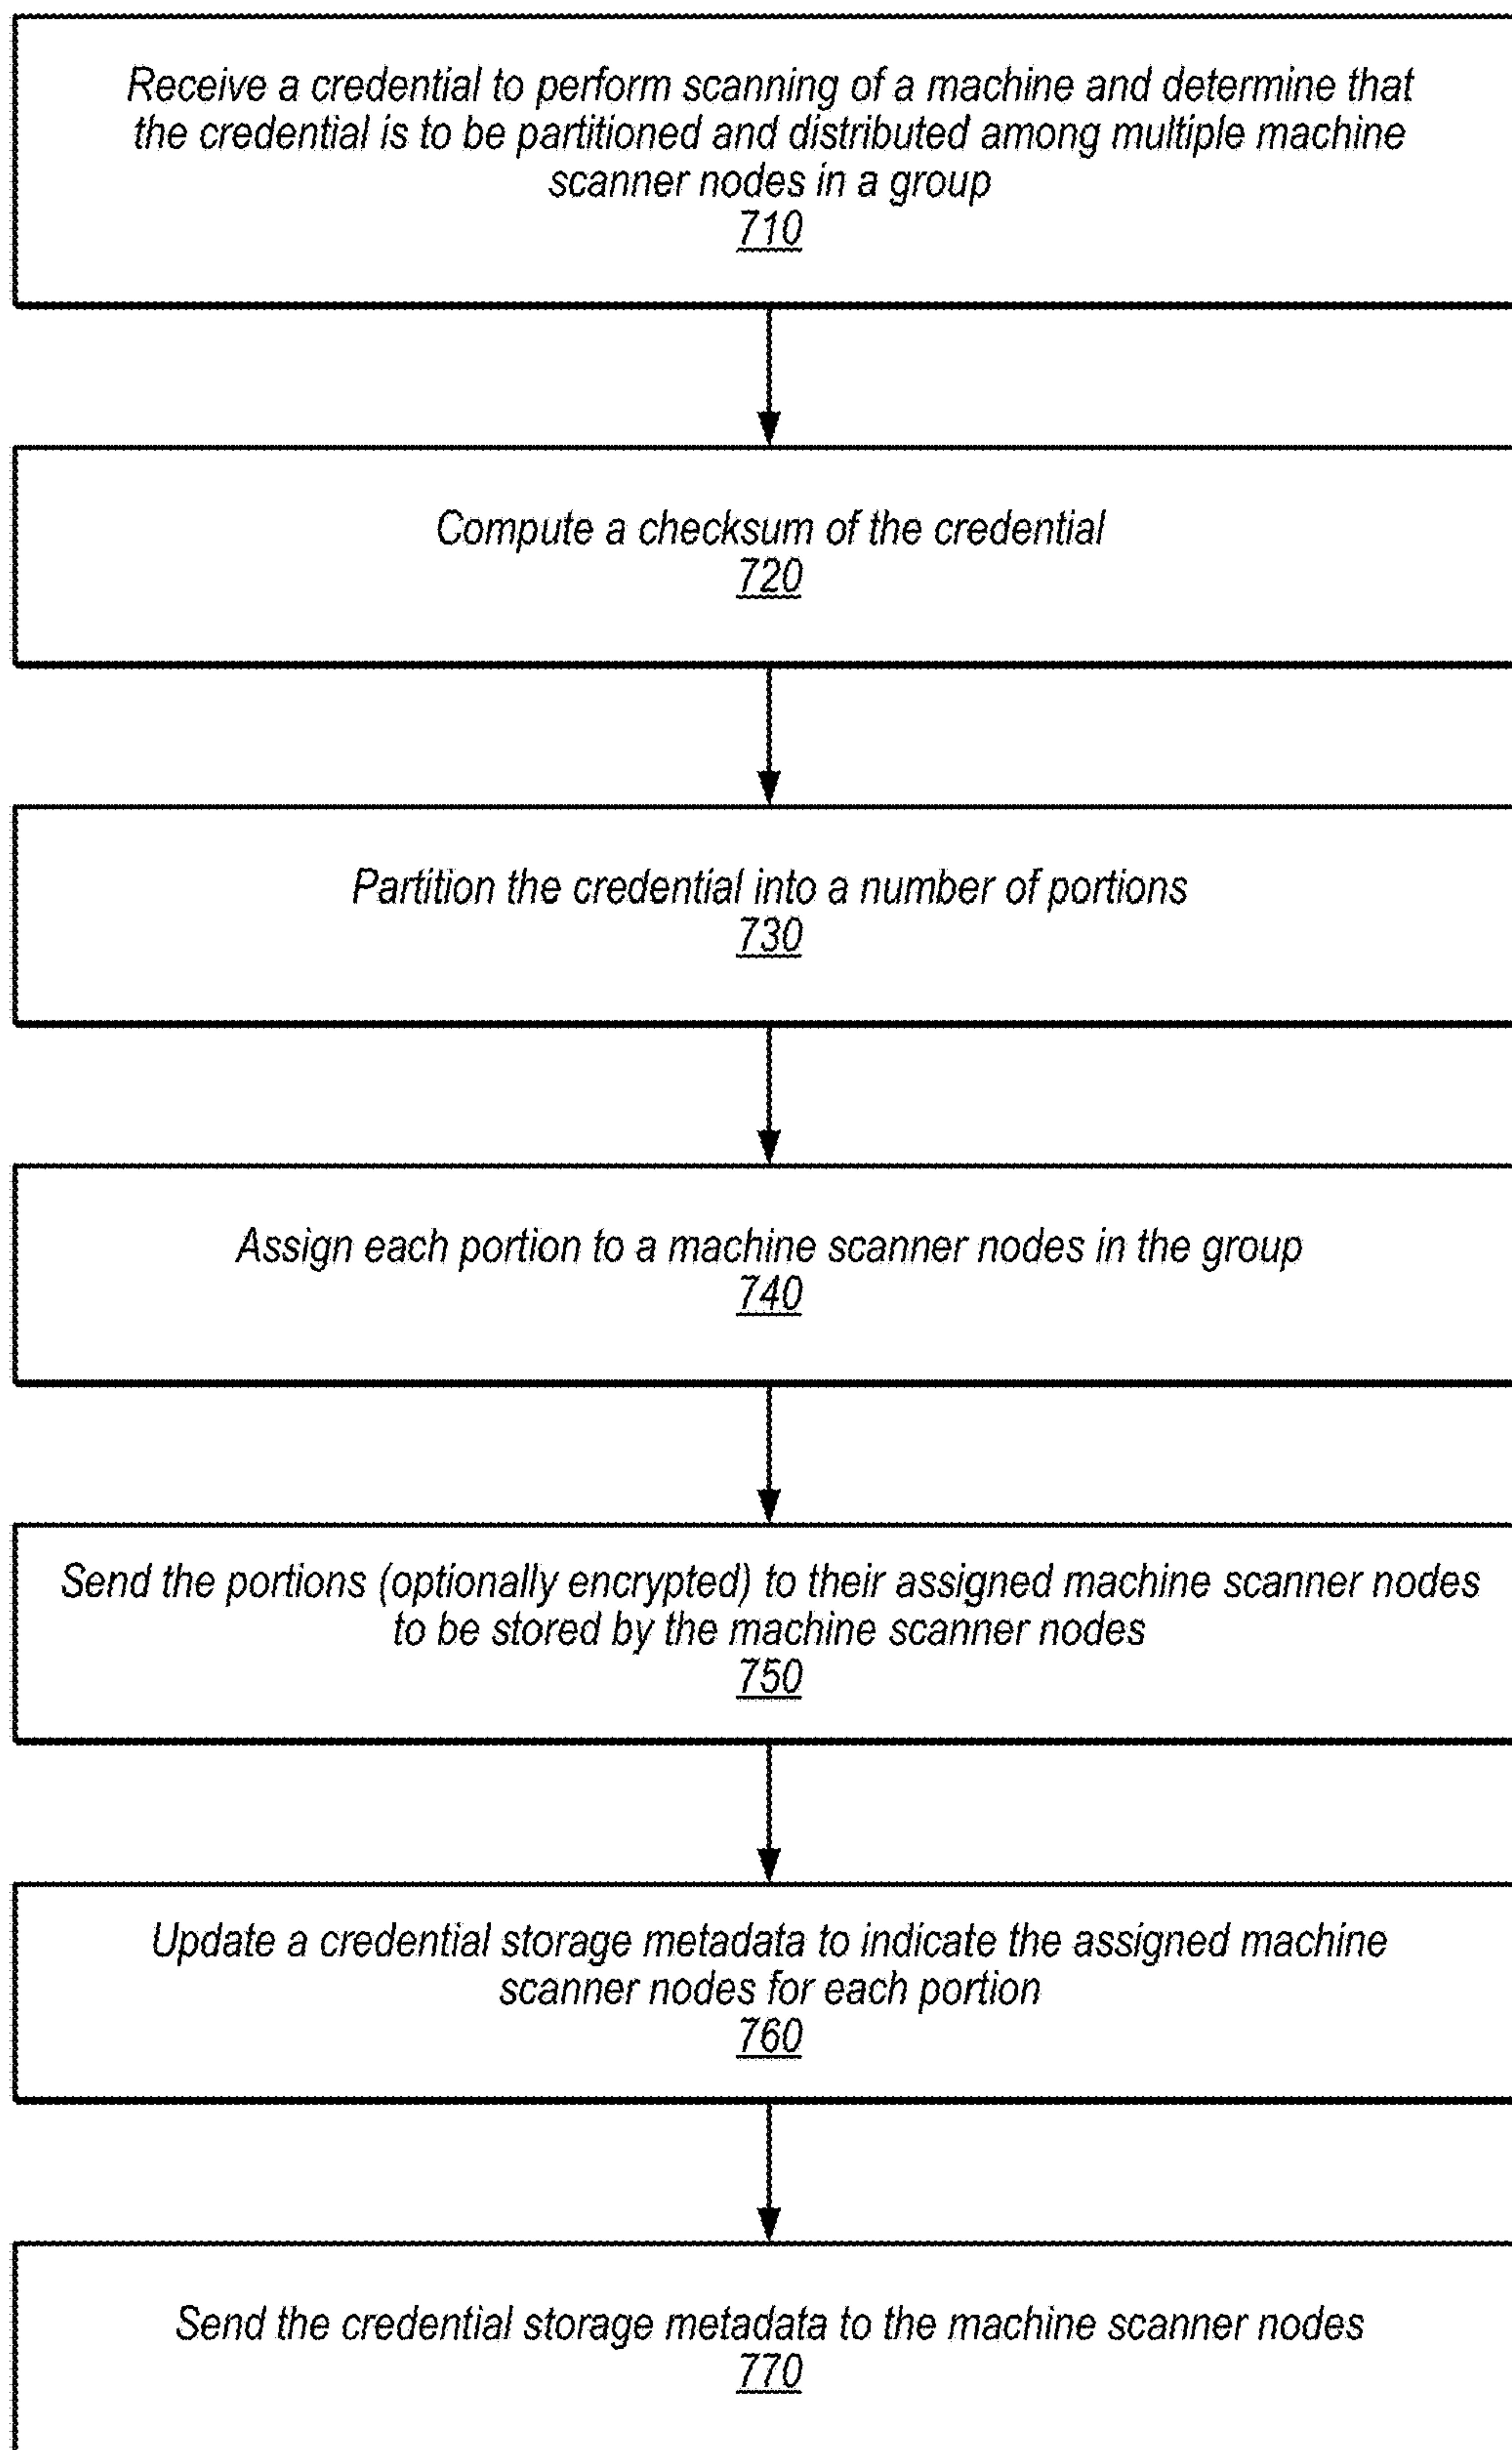 Receive a credential to perform scanning of a machine and determine that
the credential is to be partitioned and distributed among multiple machine
scanner nodes in a group
710
Compute a checksum of the credential
720
Partition the credential into a number of portions
730
Assign each portion to a machine scanner nodes in the group
740
Send the portions (optionally encrypted) to their assigned machine scanner nodes
to be stored by the machine scanner nodes
750
Update a credential storage metadata to indicate the assigned machine
scanner nodes for each portion
760
Send the credential storage metadata to the machine scanner nodes
770